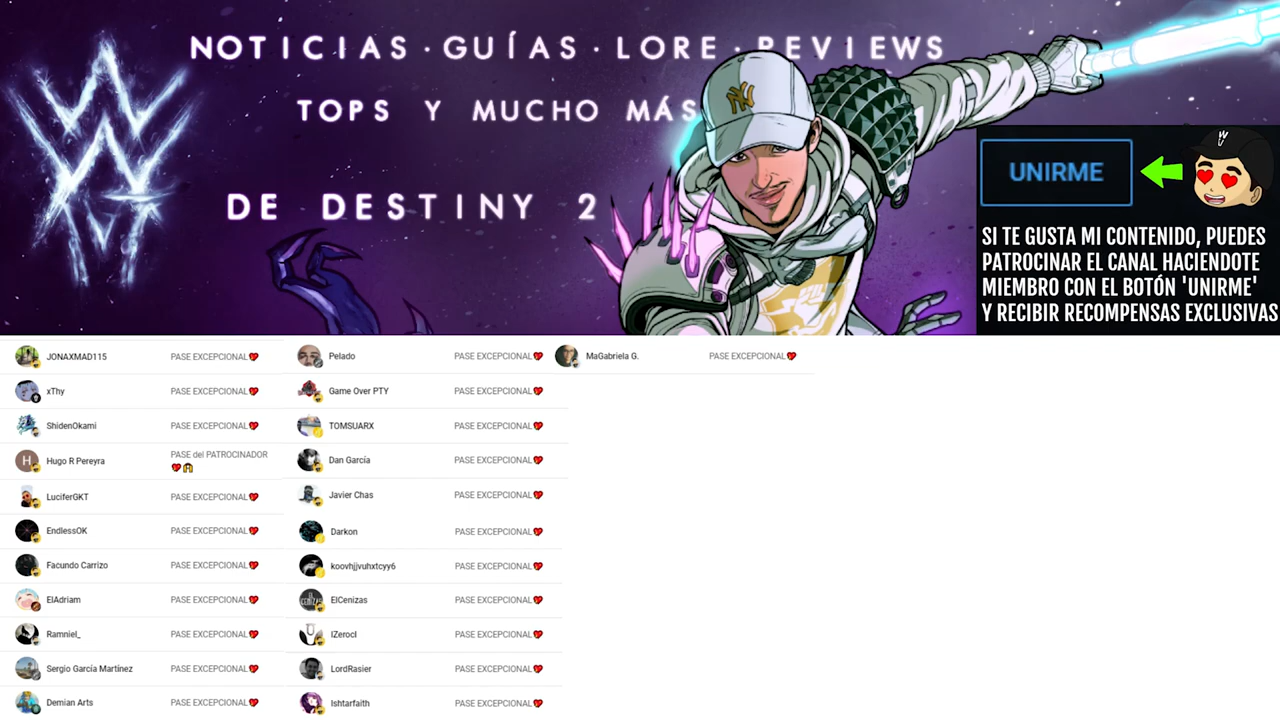 NOTICIAS · GUÍAS · LORE · REVIEWS
TOPS Y MUCHO MÁS
DE DESTINY 2
UNIRME
SI TE GUSTA MI CONTENIDO, PUEDES
PATROCINAR EL CANAL HACIENDOTE
MIEMBRO CON EL BOTÓN 'UNIRME'
Y RECIBIR RECOMPENSAS EXCLUSIVAS
JONAXMAD115 PASE EXCEPCIONAL
xThy PASE EXCEPCIONAL
ShidenOkami PASE EXCEPCIONAL
H Hugo R Pereyra PASE del PATROCINADOR
LuciferGKT PASE EXCEPCIONAL
EndlessOK PASE EXCEPCIONAL
Facundo Carrizo PASE EXCEPCIONAL
ElAdriam PASE EXCEPCIONAL
Ramniel_ PASE EXCEPCIONAL
Sergio García Martínez PASE EXCEPCIONAL
Demian Arts PASE EXCEPCIONAL
Pelado PASE EXCEPCIONAL
Game Over PTY PASE EXCEPCIONAL
TOMSUARX PASE EXCEPCIONAL
Dan García PASE EXCEPCIONAL
Javier Chas PASE EXCEPCIONAL
Darkon PASE EXCEPCIONAL
koovhjjvuhxtcyy6 PASE EXCEPCIONAL
ElCenizas PASE EXCEPCIONAL
IZerocI PASE EXCEPCIONAL
LordRasier PASE EXCEPCIONAL
Ishtarfaith PASE EXCEPCIONAL
MaGabriela G. PASE EXCEPCIONAL